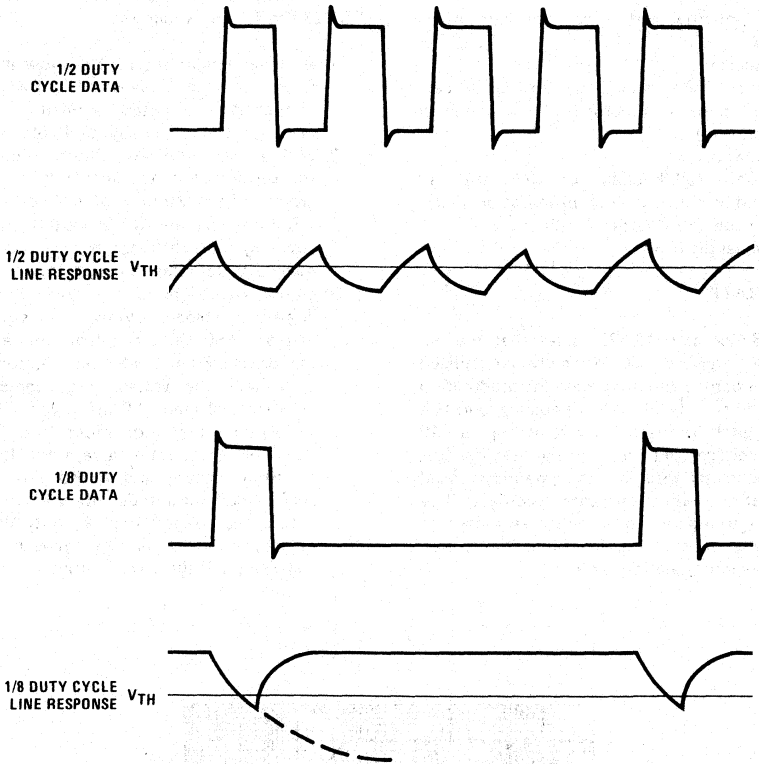 1/2 DUTY
CYCLE DATA
1/2 DUTY CYCLE
LINE RESPONSE VTH
1/8 DUTY
CYCLE DATA
1/8 DUTY CYCLE
LINE RESPONSE VTH